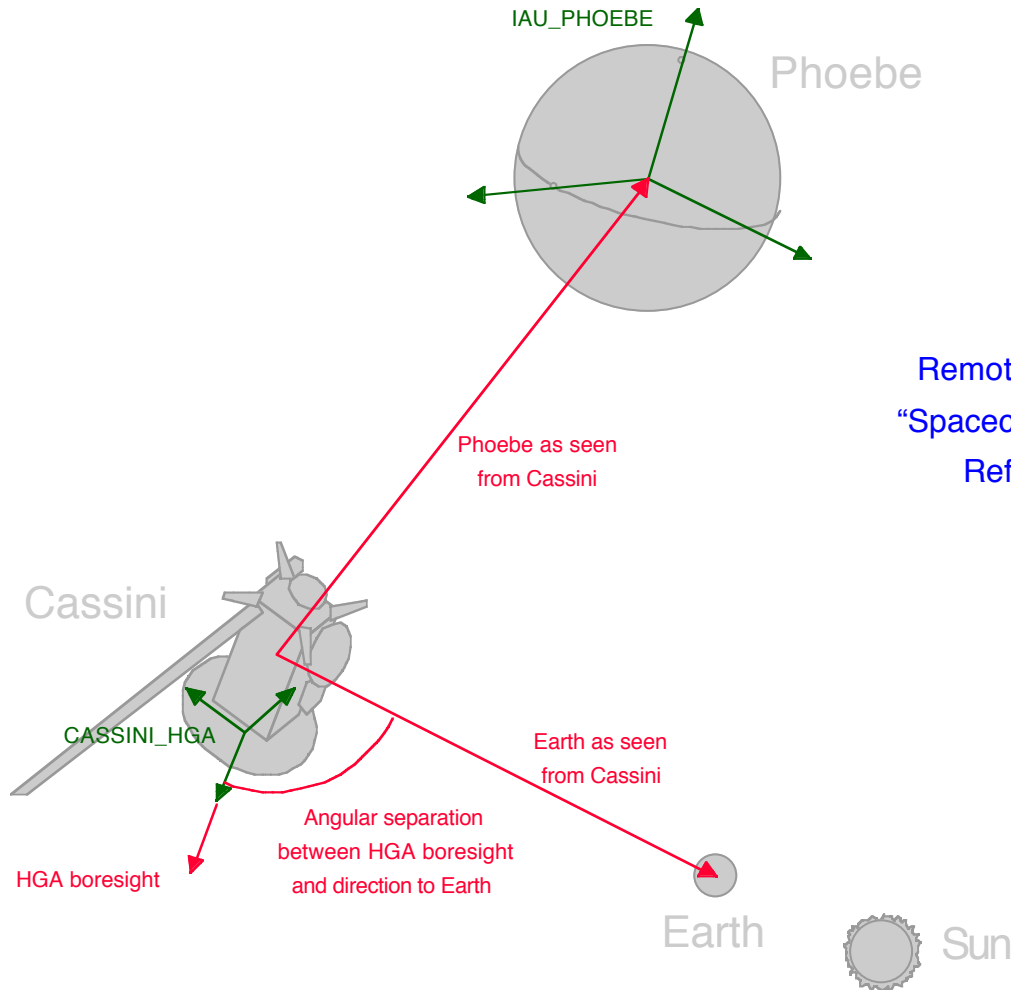 IAU_PHOEBE
Phoebe
Remot
“Spacec
Ref
Phoebe as seen
from Cassini
Cassini
CASSINI_HGA
Earth as seen
from Cassini
Angular separation
between HGA boresight
and direction to Earth
HGA boresight
Earth
Sun